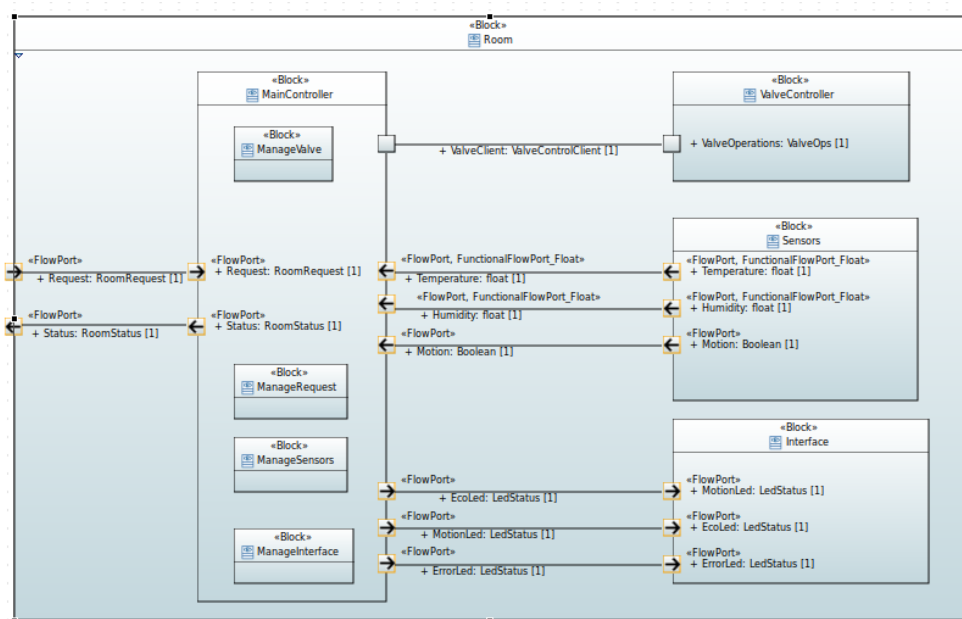 «Block»
Room
«Block»
MainController
«Block»
ManageValve
+ ValveClient: ValveControlClient [1]
«Block»
ValveController
+ ValveOperations: ValveOps [1]
«FlowPort»
+ Request: RoomRequest [1]
«FlowPort»
+ Request: RoomRequest [1]
«FlowPort»
+ Status: RoomStatus [1]
«FlowPort»
+ Status: RoomStatus [1]
«FlowPort, FunctionalFlowPort_Float»
+ Temperature: float [1]
«FlowPort, FunctionalFlowPort_Float»
+ Humidity: float [1]
«FlowPort»
+ Motion: Boolean [1]
«Block»
Sensors
«FlowPort, FunctionalFlowPort_Float»
+ Temperature: float [1]
«FlowPort, FunctionalFlowPort_Float»
+ Humidity: float [1]
«FlowPort»
+ Motion: Boolean [1]
«Block»
ManageRequest
«Block»
ManageSensors
«Block»
ManageInterface
«FlowPort»
+ EcoLed: LedStatus [1]
«FlowPort»
+ MotionLed: LedStatus [1]
«FlowPort»
+ ErrorLed: LedStatus [1]
«Block»
Interface
«FlowPort»
+ MotionLed: LedStatus [1]
«FlowPort»
+ EcoLed: LedStatus [1]
«FlowPort»
+ ErrorLed: LedStatus [1]